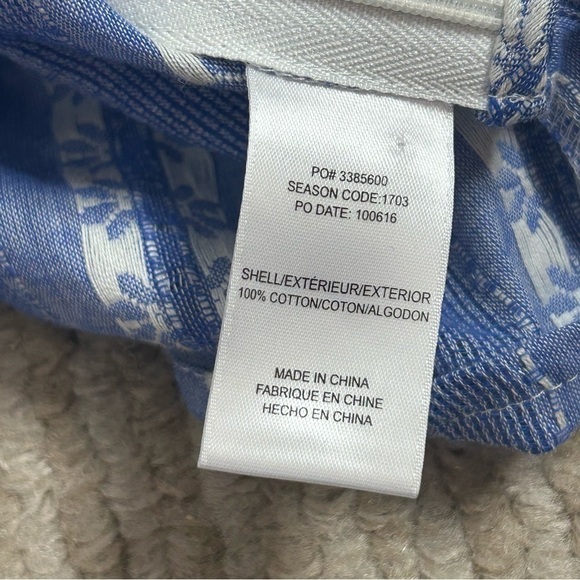 PO# 3385600
SEASON CODE:1703
PO DATE: 100616
SHELL/EXTÉRIEUR/EXTERIOR
100% COTTON/COTON/ALGODON
MADE IN CHINA
FABRIQUE EN CHINE
HECHO EN CHINA